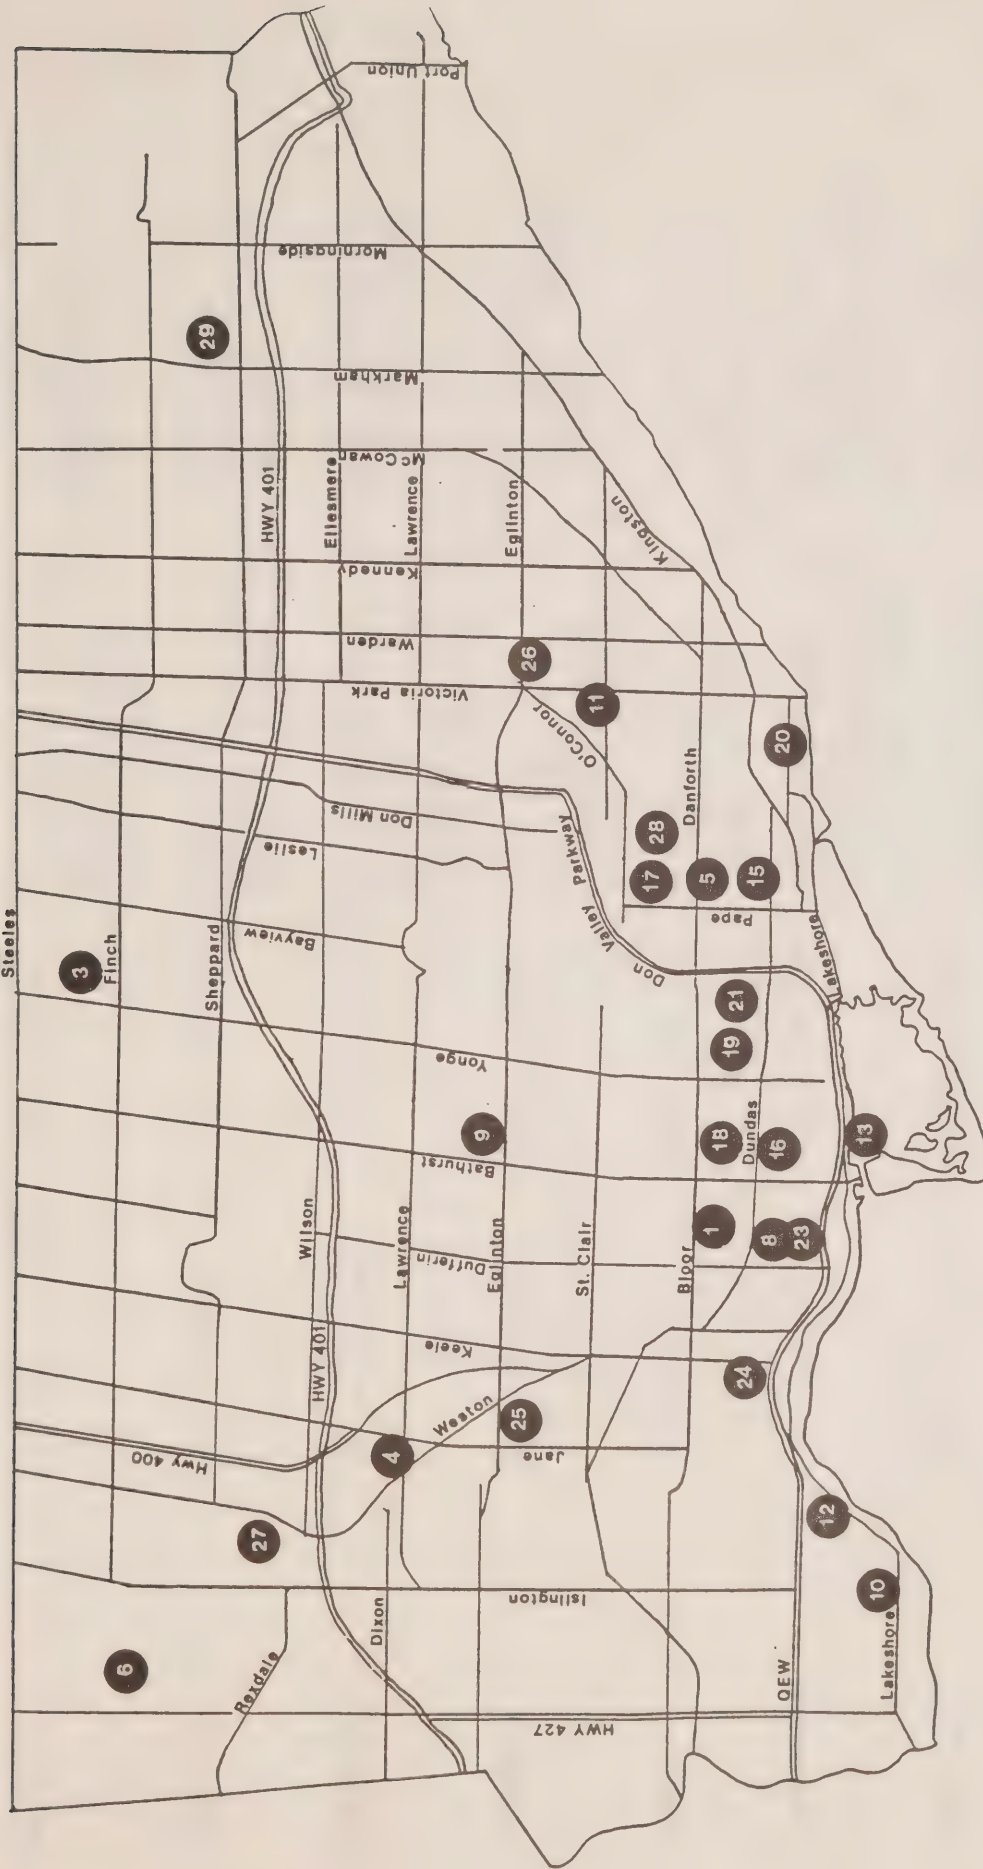 Steeles
3
Finch
6
29
Sheppard
Rexdale
27
HWY 401
Wilson
HWY 401
Hwy 400
Leslie
Bayview
Don Mills
Morningside
Port Union
Ellesmere
Markham
McCowan
Kennedy
Warden
Victoria Park
Lawrence
Lawrence
Dixon
4
Weston
Keele
Dufferin
Bathurst
Yonge
9
Eglinton
Eglinton
25
Jane
Islington
HWY 427
26
O'Connor
11
St. Clair
Don Valley Parkway
Kingston
17
28
Bloor
Danforth
1
18
19
21
5
15
Pape
Dundas
24
8
16
20
23
QEW
12
13
Lakeshore
10
Lakeshore